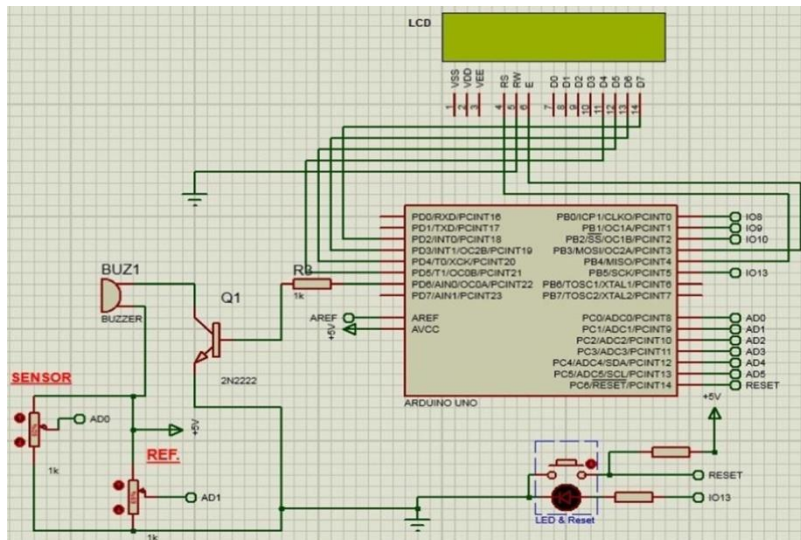 LCD
VSS
VDD
VEE
RS
RW
E
D0
D1
D2
D3
D4
D5
D6
D7
1
2
3
4
5
6
7
8
9
10
11
12
13
14
PD0/RXD/PCINT16
PD1/TXD/PCINT17
PD2/INT0/PCINT18
PD3/INT1/OC2B/PCINT19
PD4/T0/XCK/PCINT20
PD5/T1/OC0B/PCINT21
PD6/AIN0/OC0A/PCINT22
PD7/AIN1/PCINT23
AREF
AVCC
PB0/ICP1/CLKO/PCINT0
PB1/OC1A/PCINT1
PB2/SS/OC1B/PCINT2
PB3/MOSI/OC2A/PCINT3
PB4/MISO/PCINT4
PB5/SCK/PCINT5
PB6/TOSC1/XTAL1/PCINT6
PB7/TOSC2/XTAL2/PCINT7
PC0/ADC0/PCINT8
PC1/ADC1/PCINT9
PC2/ADC2/PCINT10
PC3/ADC3/PCINT11
PC4/ADC4/SDA/PCINT12
PC5/ADC5/SCL/PCINT13
PC6/RESET/PCINT14
IO8
IO9
IO10
IO13
AD0
AD1
AD2
AD3
AD4
AD5
RESET
ARDUINO UNO
AREF
+5V
R3
1k
BUZ1
BUZZER
Q1
2N2222
SENSOR
AD0
1k
+5V
REF.
AD1
1k
+5V
RESET
IO13
LED & Reset